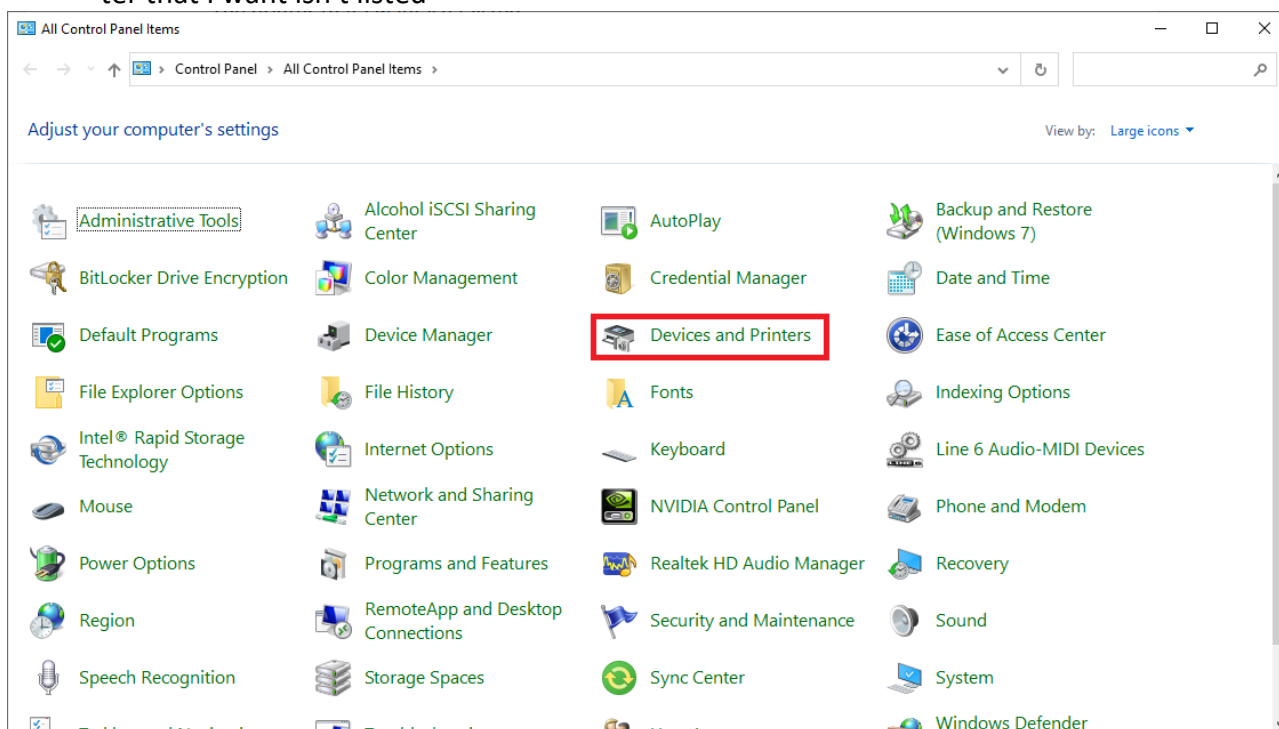 ter that I want isn't listed
All Control Panel Items
Control Panel > All Control Panel Items >
Adjust your computer's settings
View by: Large icons
Administrative Tools
Alcohol iSCSI Sharing
Center
AutoPlay
Backup and Restore
(Windows 7)
BitLocker Drive Encryption
Color Management
Credential Manager
Date and Time
Default Programs
Device Manager
Devices and Printers
Ease of Access Center
File Explorer Options
File History
Fonts
Indexing Options
Intel® Rapid Storage
Technology
Internet Options
Keyboard
Line 6 Audio-MIDI Devices
Mouse
Network and Sharing
Center
NVIDIA Control Panel
Phone and Modem
Power Options
Programs and Features
Realtek HD Audio Manager
Recovery
Region
RemoteApp and Desktop
Connections
Security and Maintenance
Sound
Speech Recognition
Storage Spaces
Sync Center
System
Windows Defender